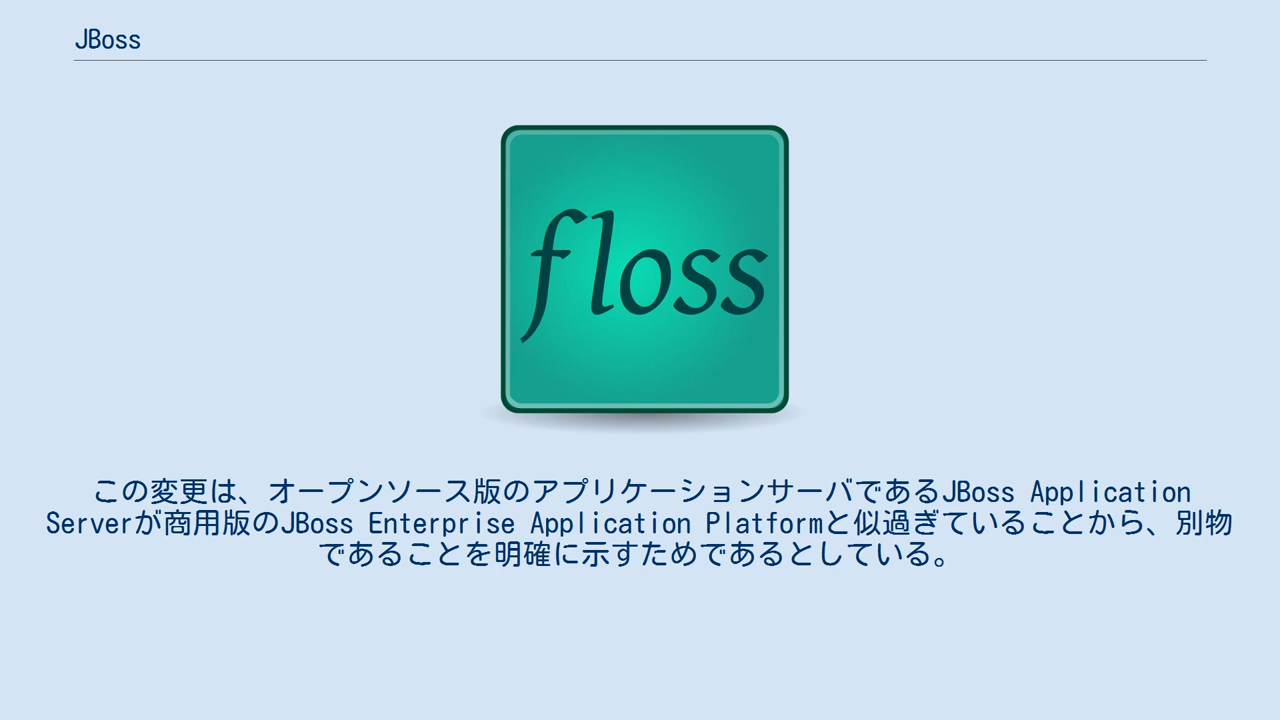 JBoss
floss
この変更は、オープンソース版のアプリケーションサーバであるJBoss Application
Serverが商用版のJBoss Enterprise Application Platformと似過ぎていることから、別物
であることを明確に示すためであるとしている。